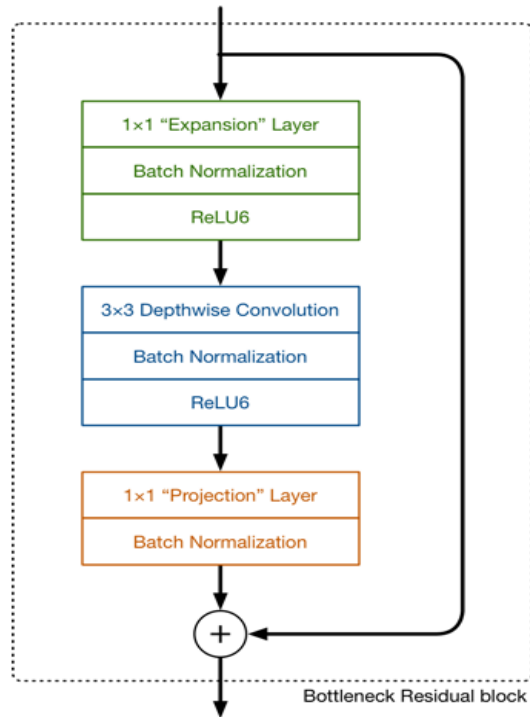 1×1 “Expansion” Layer
Batch Normalization
ReLU6
3×3 Depthwise Convolution
Batch Normalization
ReLU6
1×1 “Projection” Layer
Batch Normalization
+
Bottleneck Residual block